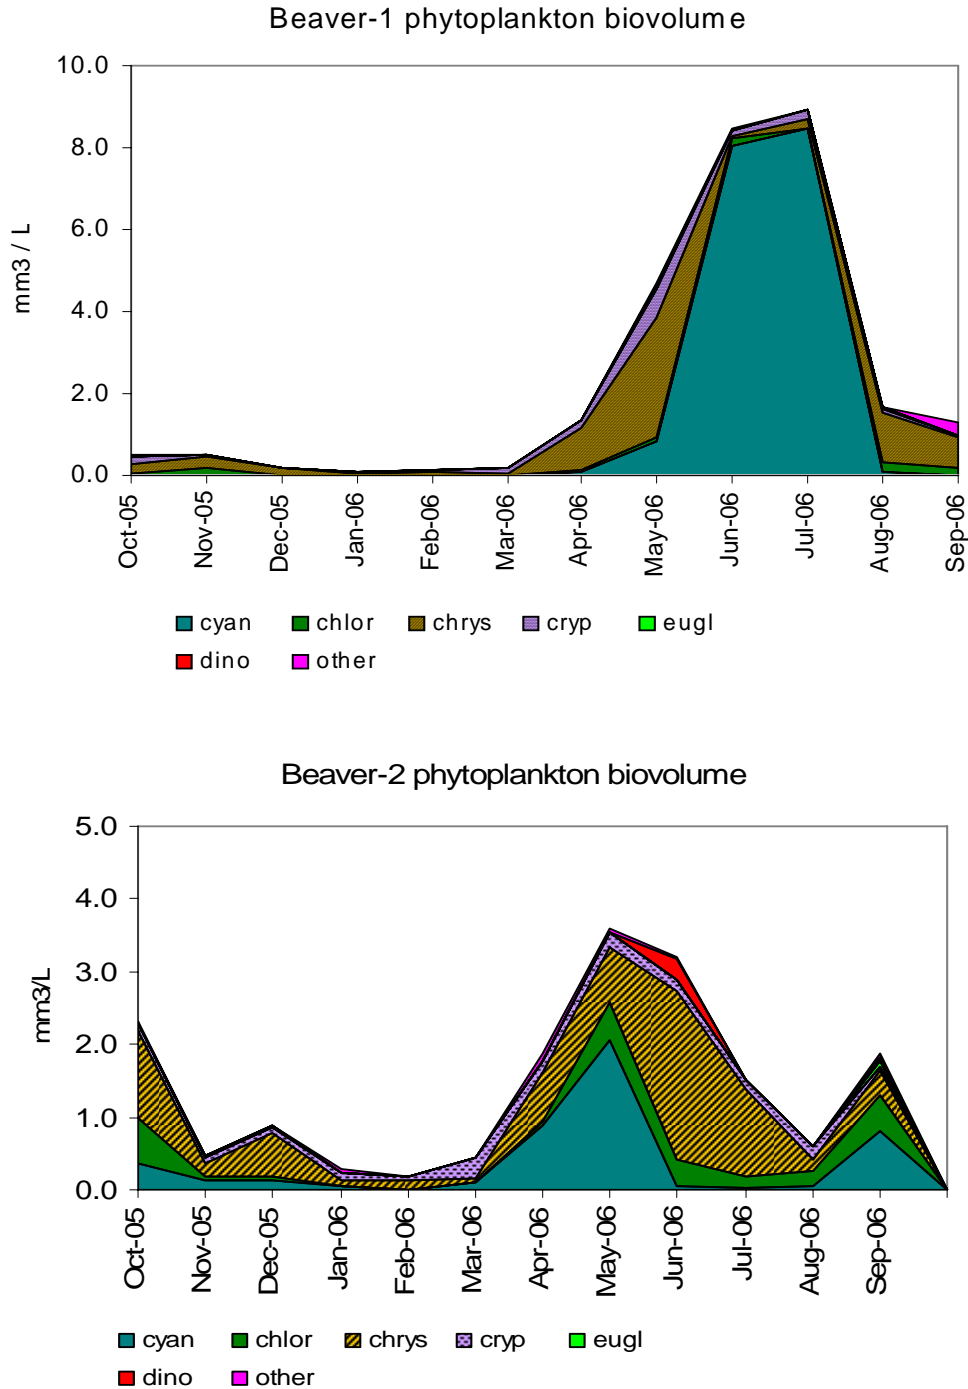 Beaver-1 phytoplankton biovolume
10.0
8.0
6.0
4.0
2.0
0.0
mm3 / L
Oct-05 Nov-05 Dec-05 Jan-06 Feb-06 Mar-06 Apr-06 May-06 Jun-06 Jul-06 Aug-06 Sep-06
cyan chlor chrys cryp eugl
dino other
Beaver-2 phytoplankton biovolume
5.0
4.0
3.0
2.0
1.0
0.0
mm3/L
Oct-05 Nov-05 Dec-05 Jan-06 Feb-06 Mar-06 Apr-06 May-06 Jun-06 Jul-06 Aug-06 Sep-06
cyan chlor chrys cryp eugl
dino other